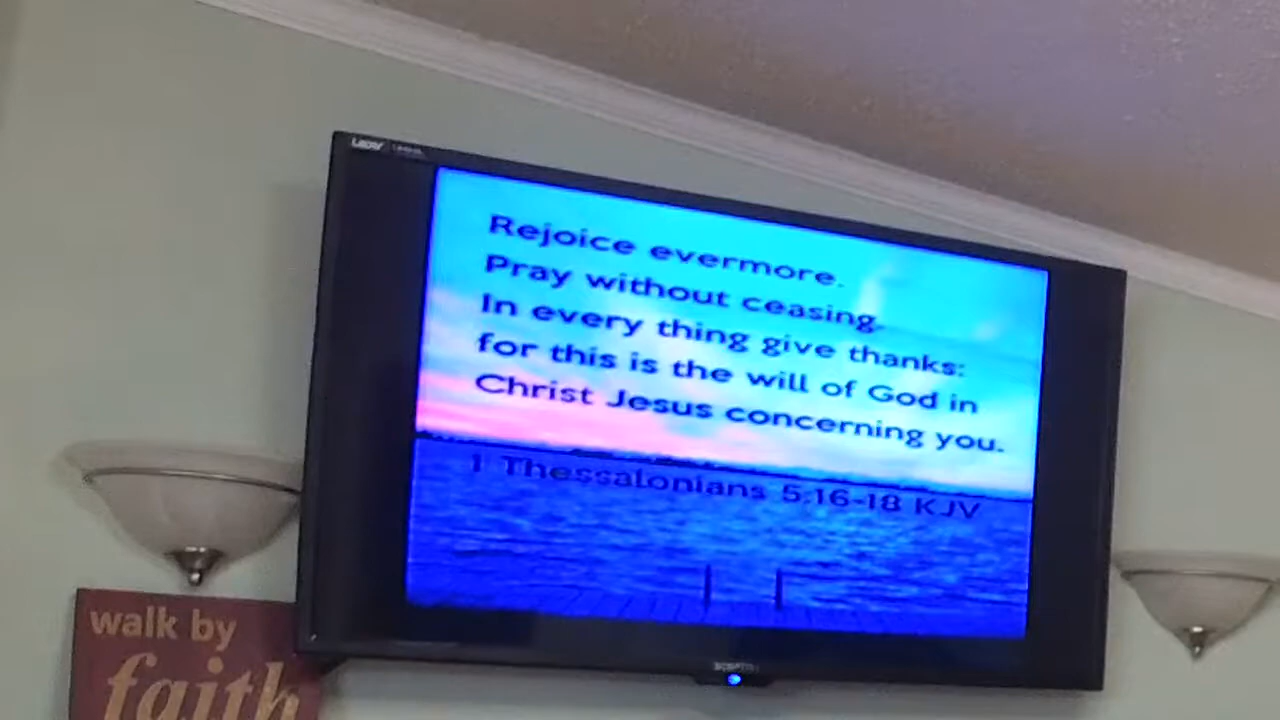 Rejoice evermore.
Pray without ceasing.
In every thing give thanks:
for this is the will of God in
Christ Jesus concerning you.
1 Thessalonians 5:16-18 KJV
walk by
faith